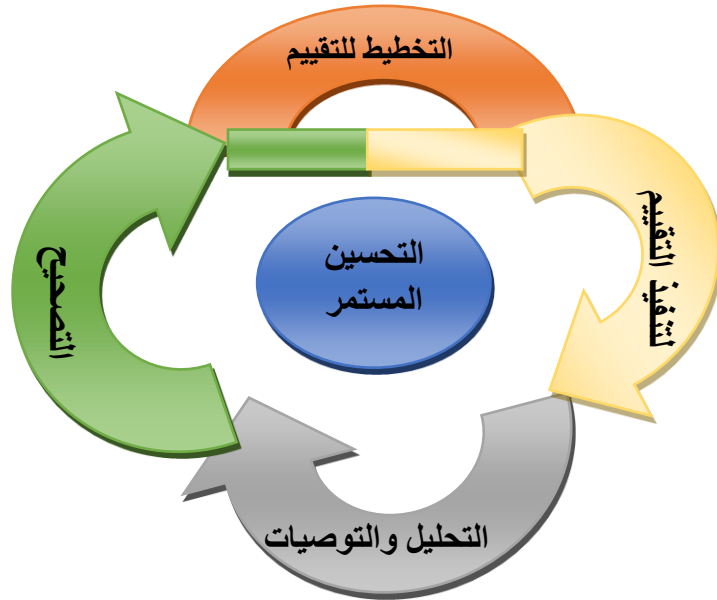 التخطيط للتقييم
تنفيذ التقييم
التحليل والتوصيات
التصحيح
التحسين
المستمر